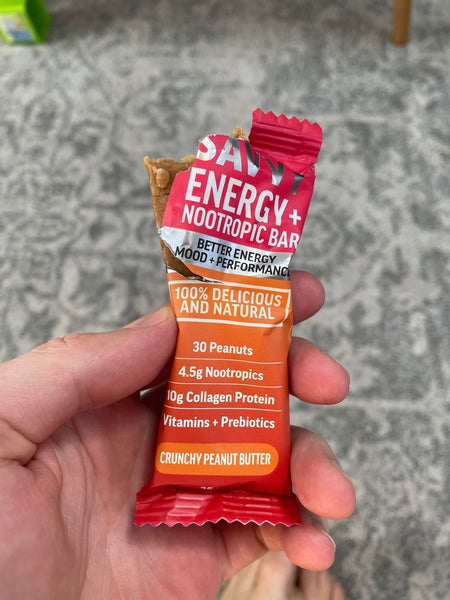 SAVVY
ENERGY+
NOOTROPIC BAR
BETTER ENERGY
MOOD + PERFORMANCE
100% DELICIOUS
AND NATURAL
30 Peanuts
4.5g Nootropics
10g Collagen Protein
Vitamins + Prebiotics
CRUNCHY PEANUT BUTTER